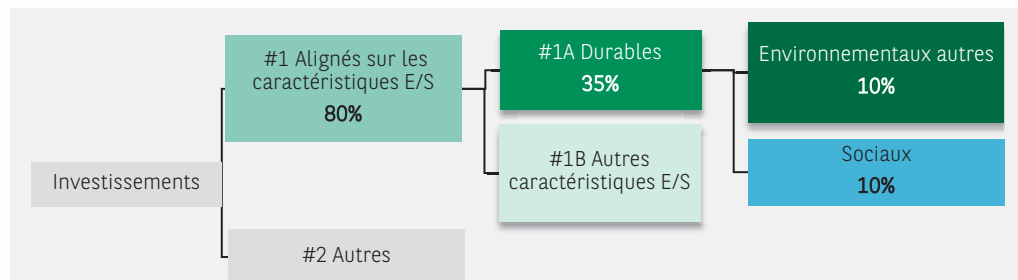 Investissements
#1 Alignés sur les
caractéristiques E/S
80%
#2 Autres
#1A Durables
35%
#1B Autres
caractéristiques E/S
Environnementaux autres
10%
Sociaux
10%